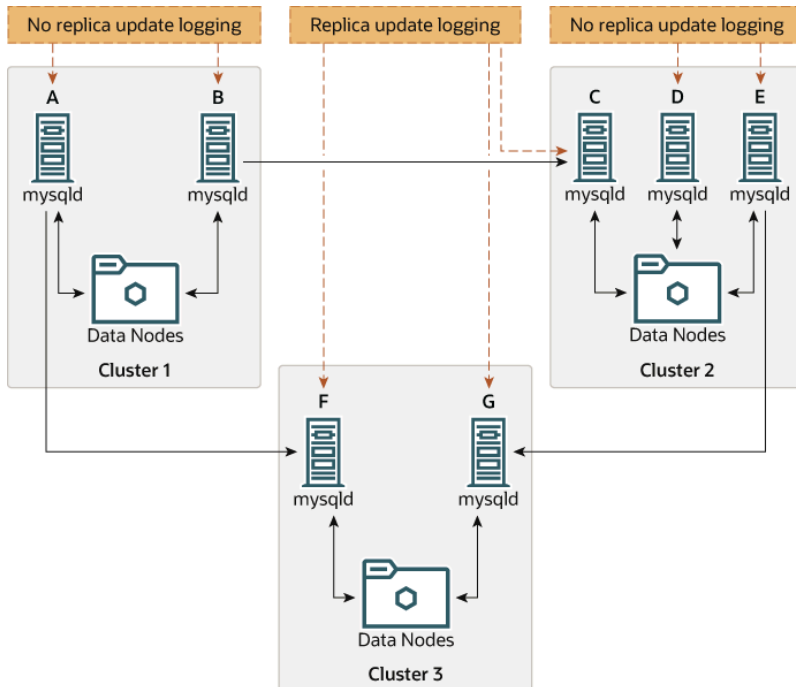 No replica update logging
Replica update logging
No replica update logging
A
B
C
D
E
mysqld
mysqld
mysqld
mysqld
mysqld
Data Nodes
Data Nodes
Cluster 1
Cluster 2
F
G
mysqld
mysqld
Data Nodes
Cluster 3